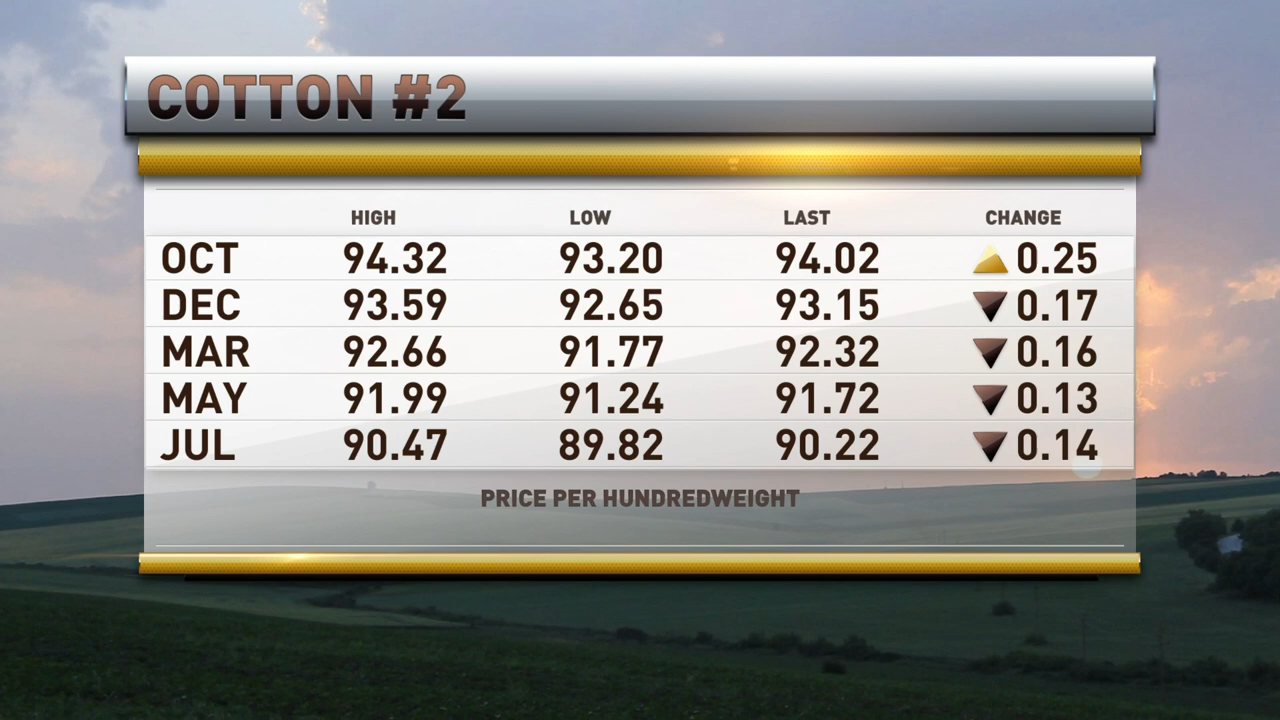 COTTON #2
HIGH LOW LAST CHANGE
OCT 94.32 93.20 94.02 0.25
DEC 93.59 92.65 93.15 0.17
MAR 92.66 91.77 92.32 0.16
MAY 91.99 91.24 91.72 0.13
JUL 90.47 89.82 90.22 0.14
PRICE PER HUNDREDWEIGHT